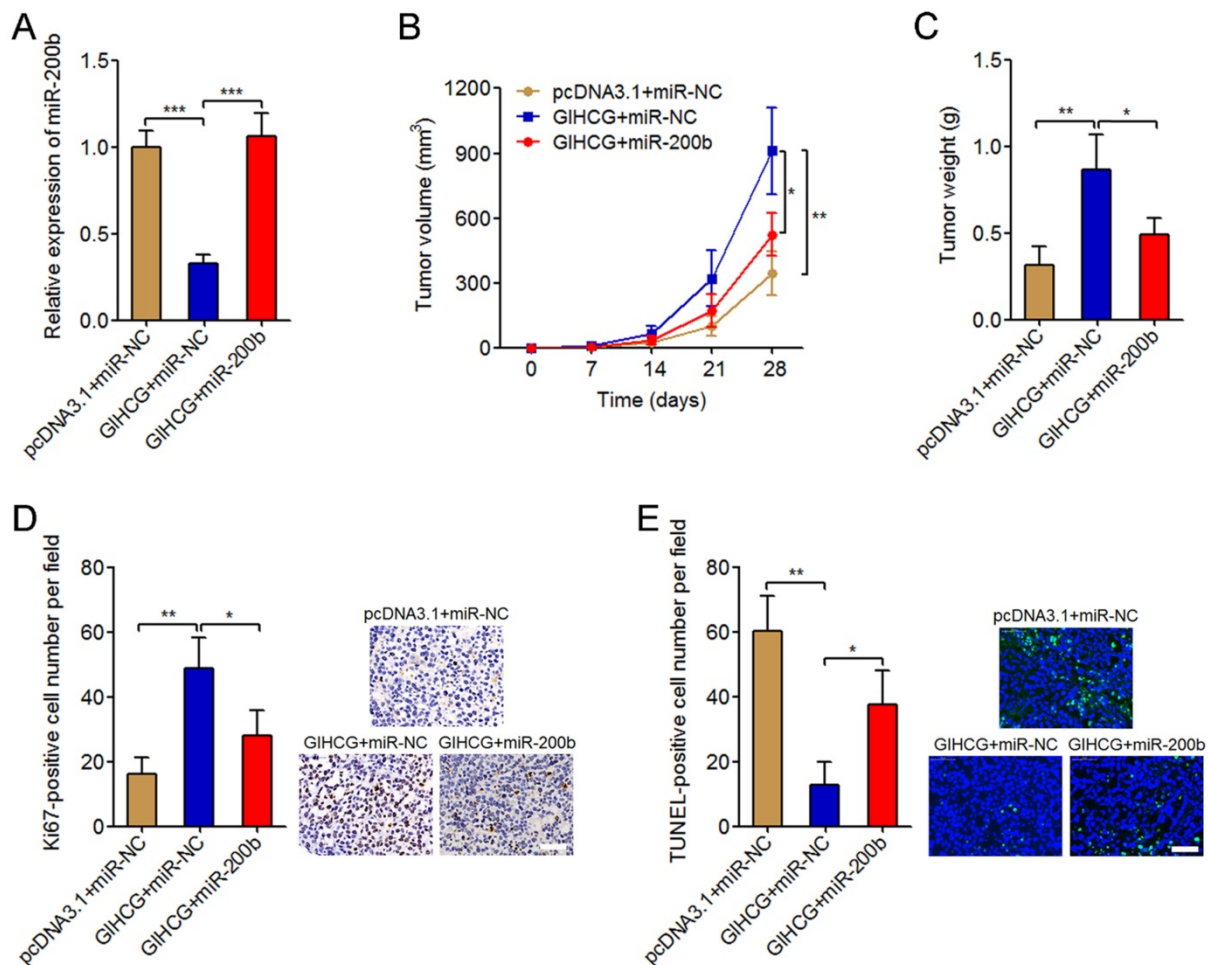 A
Relative expression of miR-200b
1.5
1.0
0.5
0.0
***
***
pcDNA3.1+miR-NC
GIHCG+miR-NC
GIHCG+miR-200b
B
Tumor volume (mm³)
1200
900
600
300
0
pcDNA3.1+miR-NC
GIHCG+miR-NC
GIHCG+miR-200b
*
**
0 7 14 21 28
Time (days)
C
Tumor weight (g)
1.5
1.0
0.5
0.0
**
*
pcDNA3.1+miR-NC
GIHCG+miR-NC
GIHCG+miR-200b
D
Ki67-positive cell number per field
80
60
40
20
0
**
*
pcDNA3.1+miR-NC
GIHCG+miR-NC
GIHCG+miR-200b
pcDNA3.1+miR-NC
GIHCG+miR-NC GIHCG+miR-200b
E
TUNEL-positive cell number per field
80
60
40
20
0
**
*
pcDNA3.1+miR-NC
GIHCG+miR-NC
GIHCG+miR-200b
pcDNA3.1+miR-NC
GIHCG+miR-NC GIHCG+miR-200b